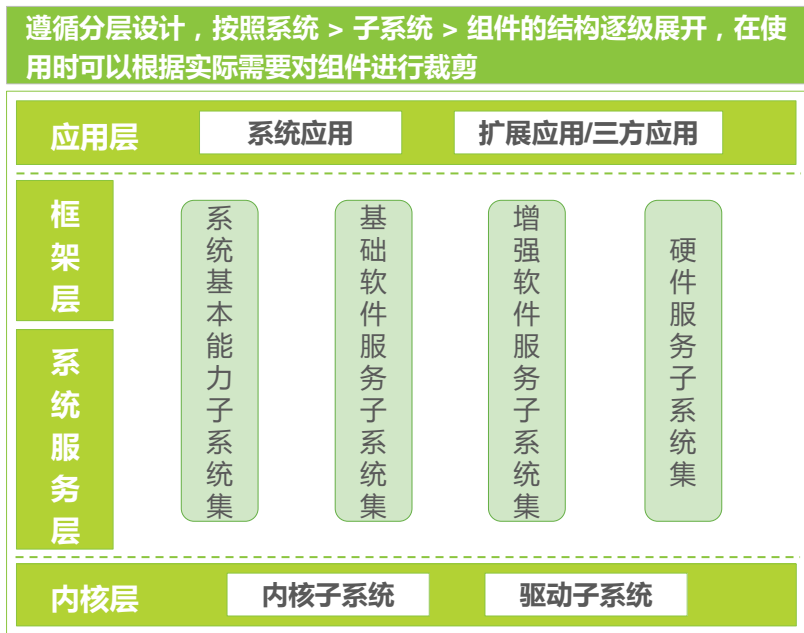 遵循分层设计，按照系统 > 子系统 > 组件的结构逐级展开，在使
用时可以根据实际需要对组件进行裁剪
应用层
系统应用
扩展应用/三方应用
框架层
系统服务层
系统基本能力子系统集
基础软件服务子系统集
增强软件服务子系统集
硬件服务子系统集
内核层
内核子系统
驱动子系统